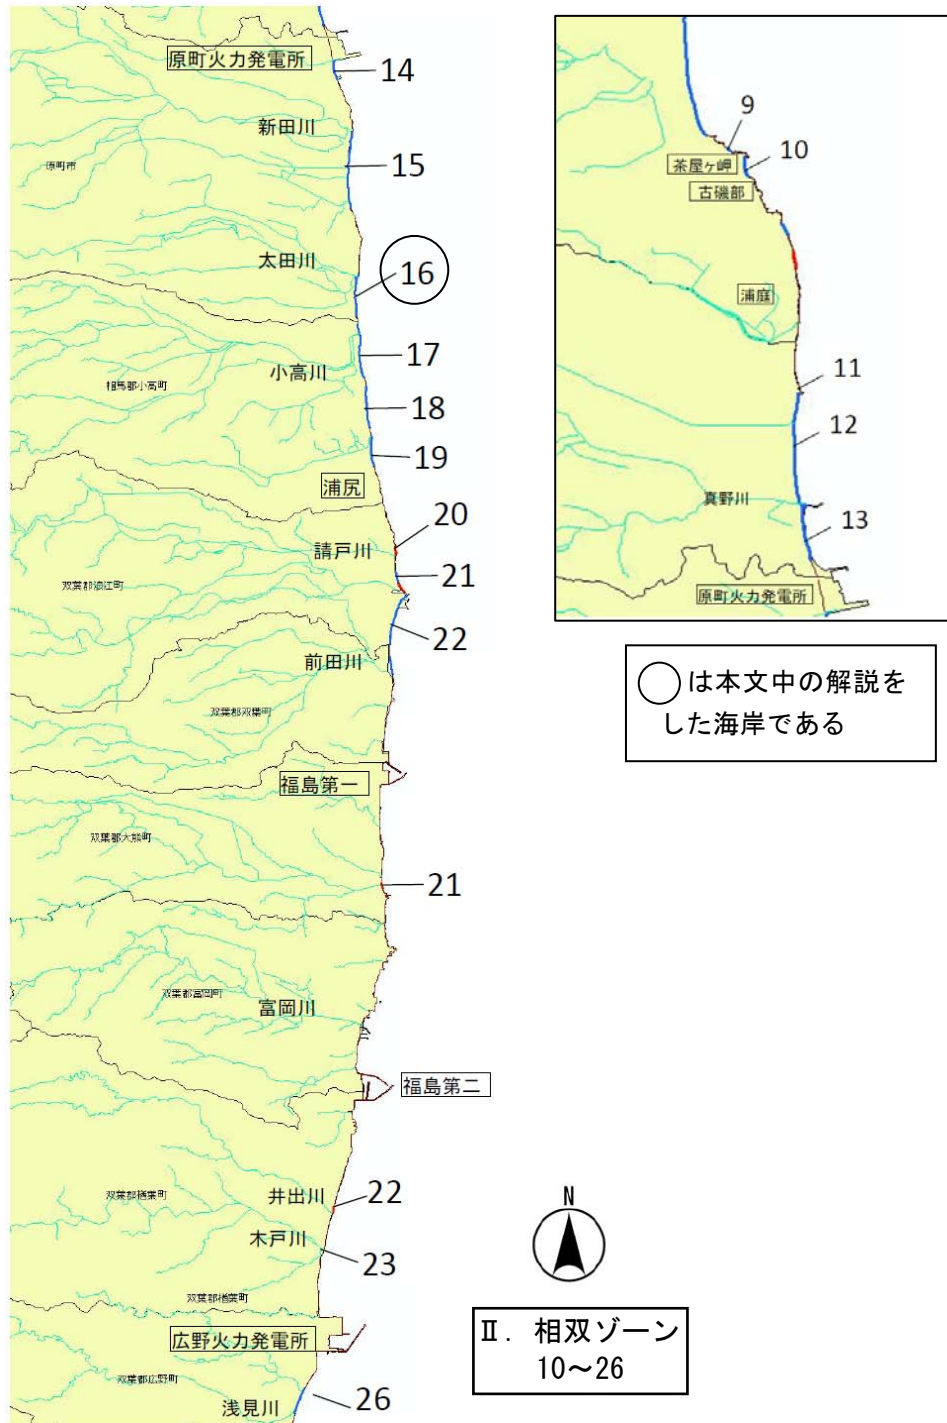 原町火力発電所
14
新田川
15
原町市
太田川
16
17
相馬郡小高町
小高川
18
19
浦尻
20
請戸川
21
双葉郡浪江町
22
前田川
双葉郡双葉町
福島第一
双葉郡大熊町
21
双葉郡富岡町
富岡川
福島第二
双葉郡楢葉町
井出川
22
木戸川
23
双葉郡楢葉町
広野火力発電所
双葉郡広野町
26
浅見川
9
10
茶屋ヶ岬
古磯部
浦庭
11
12
真野川
13
原町火力発電所
◯は本文中の解説を
した海岸である
N
Ⅱ. 相双ゾーン
10～26